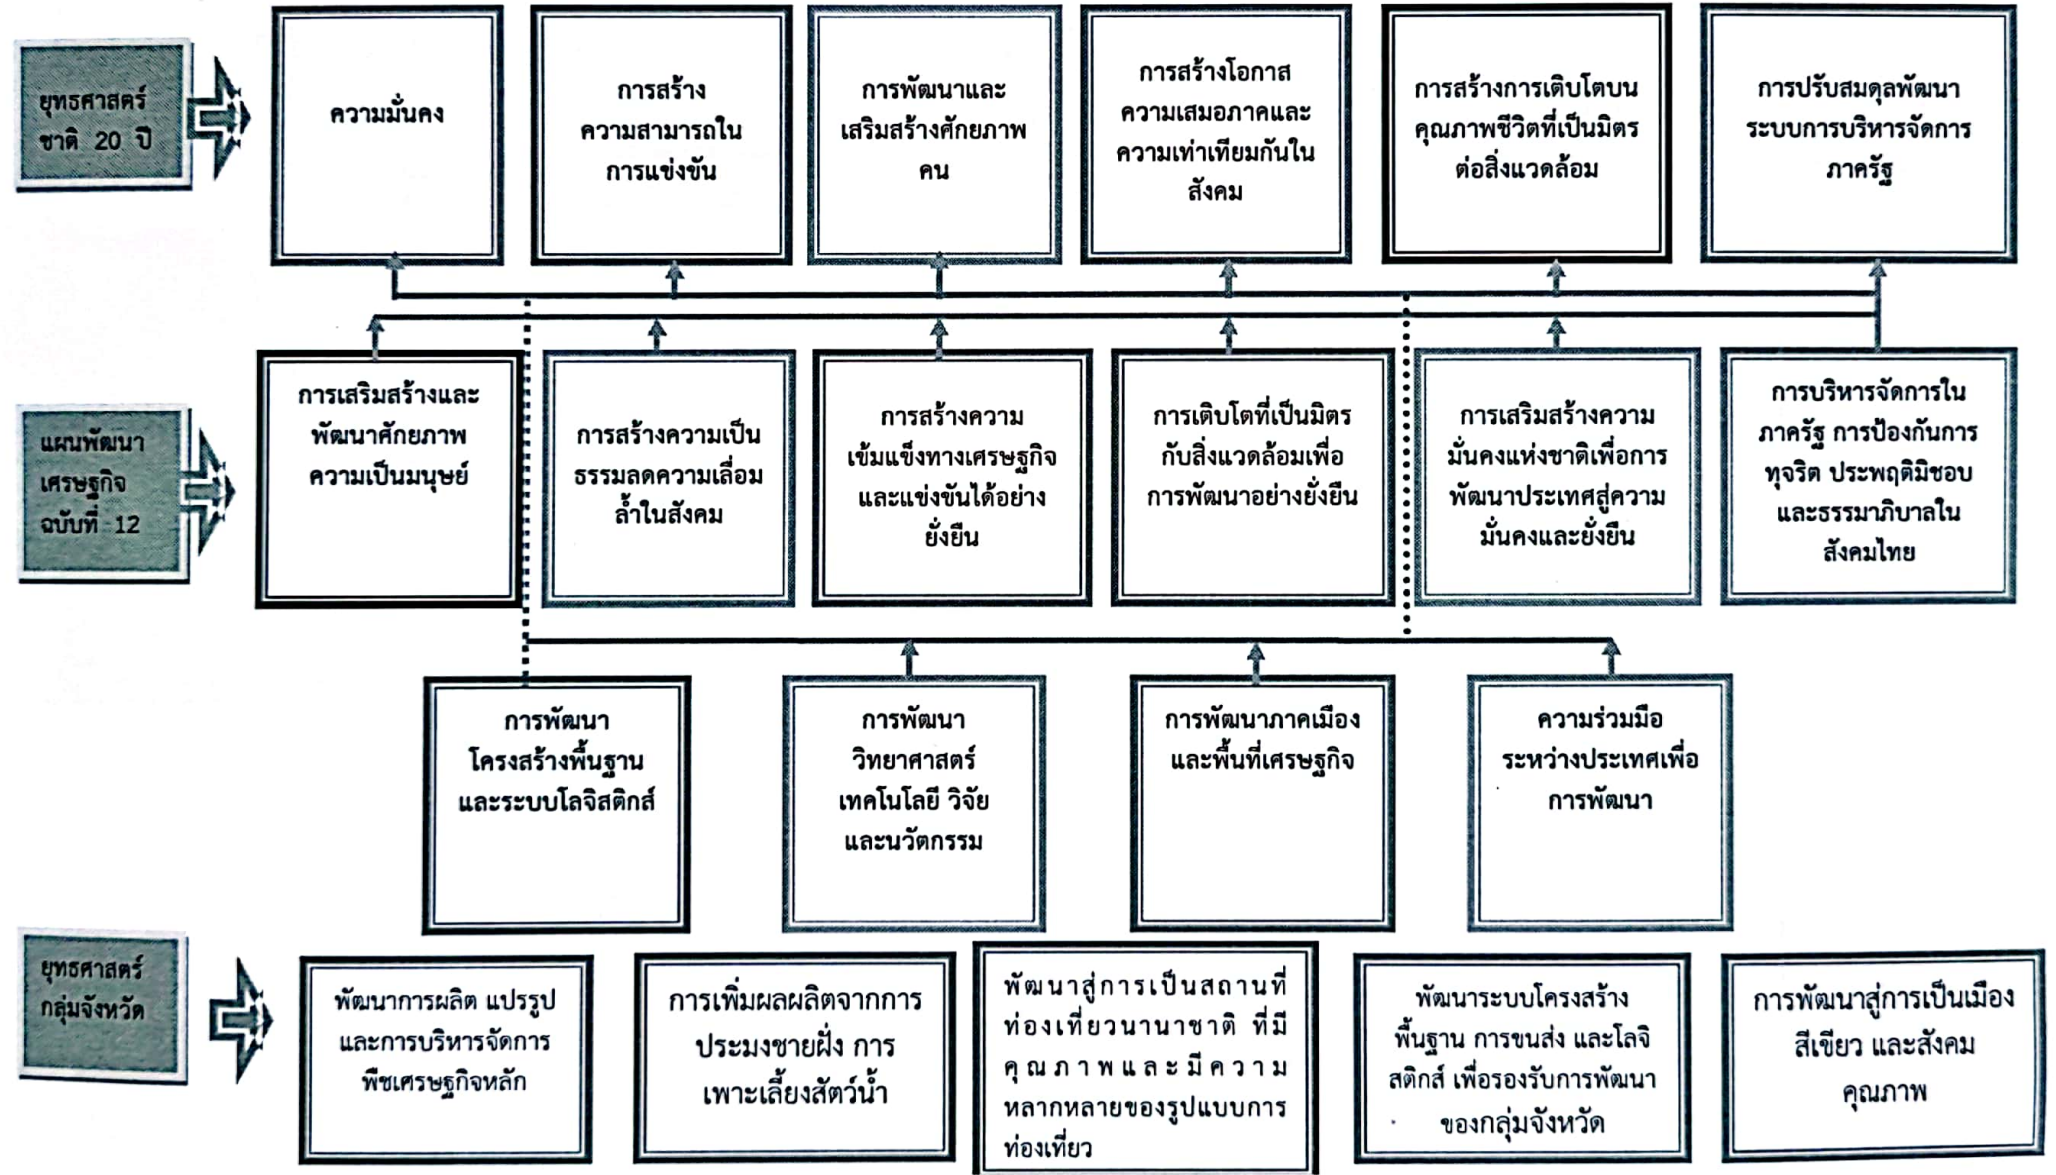 ยุทธศาสตร์
ชาติ 20 ปี
ความมั่นคง
การสร้าง
ความสามารถใน
การแข่งขัน
การพัฒนาและ
เสริมสร้างศักยภาพ
คน
การสร้างโอกาส
ความเสมอภาคและ
ความเท่าเทียมกันใน
สังคม
การสร้างการเติบโตบน
คุณภาพชีวิตที่เป็นมิตร
ต่อสิ่งแวดล้อม
การปรับสมดุลพัฒนา
ระบบการบริหารจัดการ
ภาครัฐ
แผนพัฒนา
เศรษฐกิจ
ฉบับที่ 12
การเสริมสร้างและ
พัฒนาศักยภาพ
ความเป็นมนุษย์
การสร้างความเป็น
ธรรมลดความเลื่อม
ล้ำในสังคม
การสร้างความ
เข้มแข็งทางเศรษฐกิจ
และแข่งขันได้อย่าง
ยั่งยืน
การเติบโตที่เป็นมิตร
กับสิ่งแวดล้อมเพื่อ
การพัฒนาอย่างยั่งยืน
การเสริมสร้างความ
มั่นคงแห่งชาติเพื่อการ
พัฒนาประเทศสู่ความ
มั่นคงและยั่งยืน
การบริหารจัดการใน
ภาครัฐ การป้องกันการ
ทุจริต ประพฤติมิชอบ
และธรรมาภิบาลใน
สังคมไทย
การพัฒนา
โครงสร้างพื้นฐาน
และระบบโลจิสติกส์
การพัฒนา
วิทยาศาสตร์
เทคโนโลยี วิจัย
และนวัตกรรม
การพัฒนาภาคเมือง
และพื้นที่เศรษฐกิจ
ความร่วมมือ
ระหว่างประเทศเพื่อ
การพัฒนา
ยุทธศาสตร์
กลุ่มจังหวัด
พัฒนาการผลิต แปรรูป
และการบริหารจัดการ
พืชเศรษฐกิจหลัก
การเพิ่มผลผลิตจากการ
ประมงชายฝั่ง การ
เพาะเลี้ยงสัตว์น้ำ
พัฒนาสู่การเป็นสถานที่
ท่องเที่ยวนานาชาติ ที่มี
คุณภาพและมีความ
หลากหลายของรูปแบบการ
ท่องเที่ยว
พัฒนาระบบโครงสร้าง
พื้นฐาน การขนส่ง และโลจิ
สติกส์ เพื่อรองรับการพัฒนา
ของกลุ่มจังหวัด
การพัฒนาสู่การเป็นเมือง
สีเขียว และสังคม
คุณภาพ